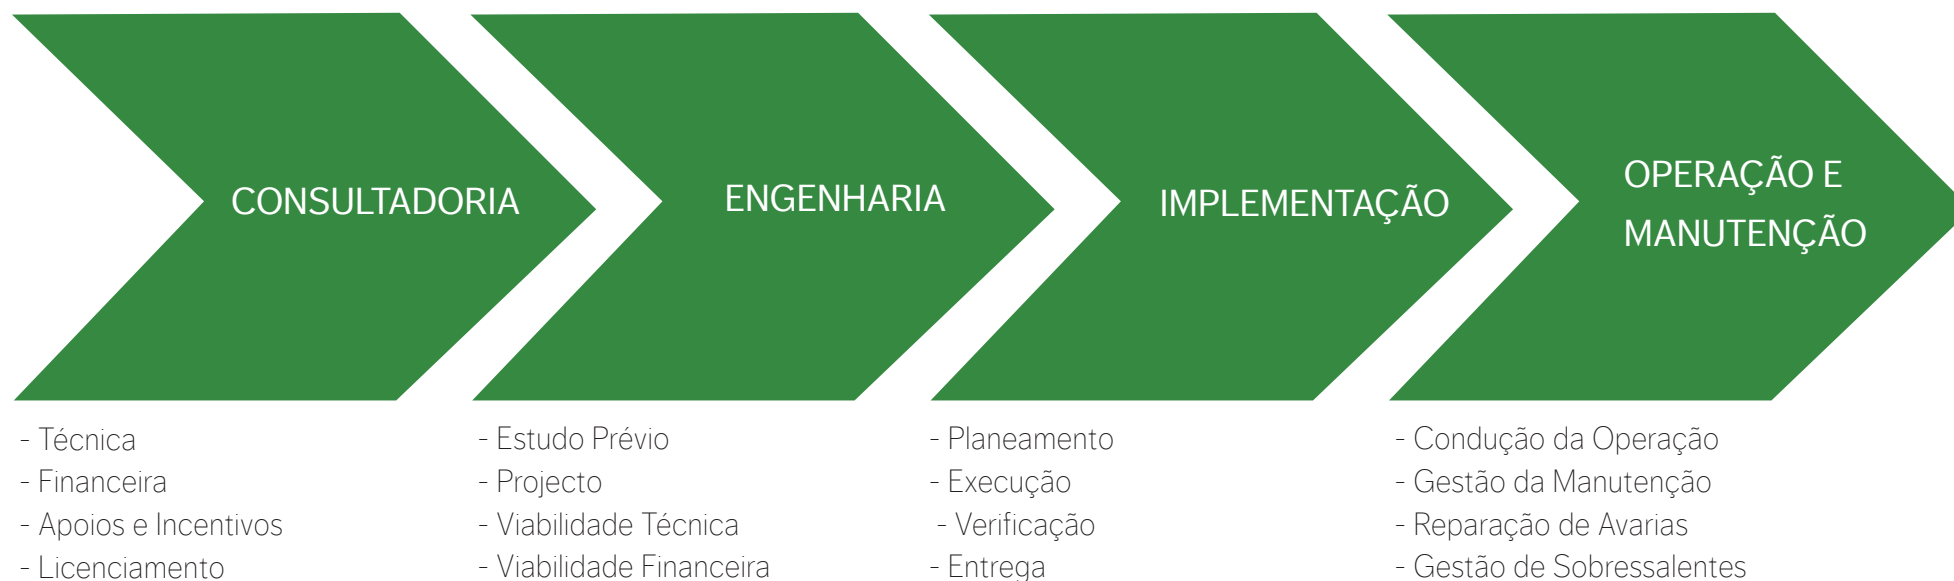 CONSULTADORIA
ENGENHARIA
IMPLEMENTAÇÃO
OPERAÇÃO E
MANUTENÇÃO
- Técnica
- Financeira
- Apoios e Incentivos
- Licenciamento
- Estudo Prévio
- Projecto
- Viabilidade Técnica
- Viabilidade Financeira
- Planeamento
- Execução
- Verificação
- Entrega
- Condução da Operação
- Gestão da Manutenção
- Reparação de Avarias
- Gestão de Sobressalentes